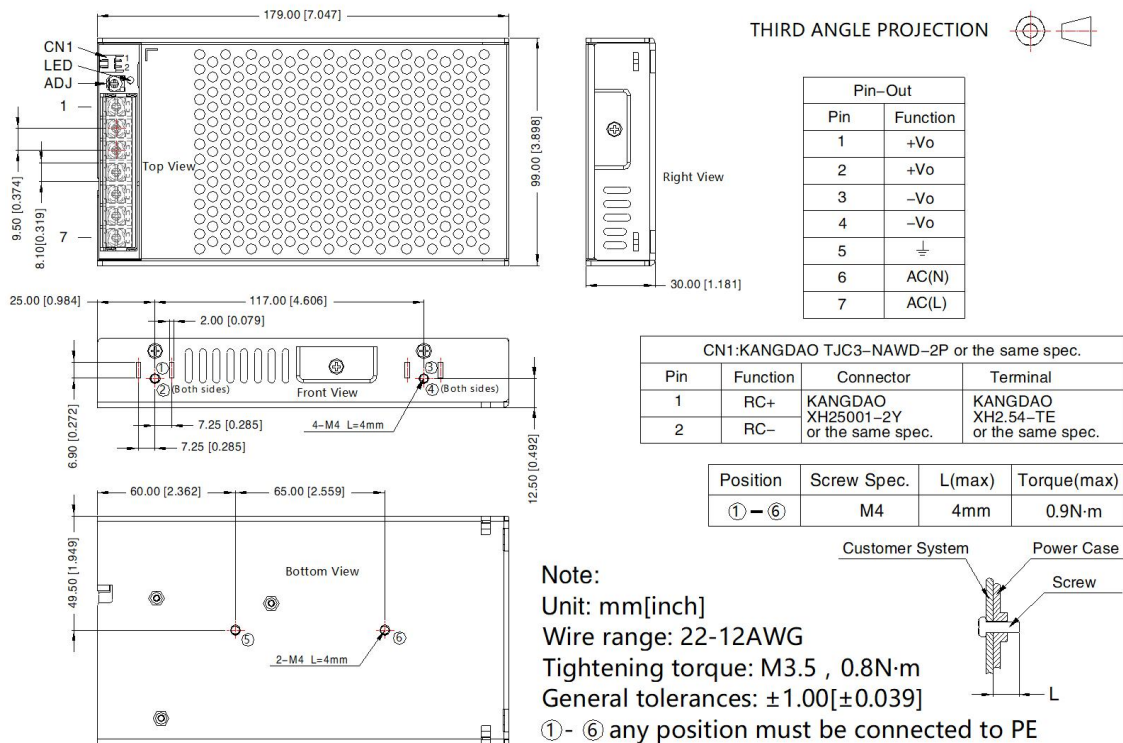 179.00 [7.047]
THIRD ANGLE PROJECTION
CN1
1
2
LED
ADJ
1
7
Top View
9.50 [0.374]
8.10[0.319]
99.00 [3.898]
Right View
30.00 [1.181]
Pin–Out
Pin Function
1 +Vo
2 +Vo
3 –Vo
4 –Vo
5 ⏚
6 AC(N)
7 AC(L)
25.00 [0.984]
117.00 [4.606]
2.00 [0.079]
①
③
②(Both sides)
Front View
④(Both sides)
4–M4 L=4mm
7.25 [0.285]
7.25 [0.285]
6.90 [0.272]
12.50 [0.492]
CN1:KANGDAO TJC3–NAWD–2P or the same spec.
Pin Function Connector Terminal
1 RC+ KANGDAO KANGDAO
XH25001–2Y XH2.54–TE
2 RC– or the same spec. or the same spec.
Position Screw Spec. L(max) Torque(max)
①–⑥ M4 4mm 0.9N·m
60.00 [2.362]
65.00 [2.559]
49.50 [1.949]
Bottom View
⑤
⑥
2–M4 L=4mm
Customer System
Power Case
Screw
L
Note:
Unit: mm[inch]
Wire range: 22-12AWG
Tightening torque: M3.5 , 0.8N·m
General tolerances: ±1.00[±0.039]
①- ⑥ any position must be connected to PE